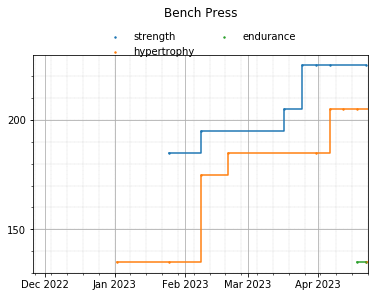 Bench Press
strength endurance
hypertrophy
200
150
Dec 2022 Jan 2023 Feb 2023 Mar 2023 Apr 2023